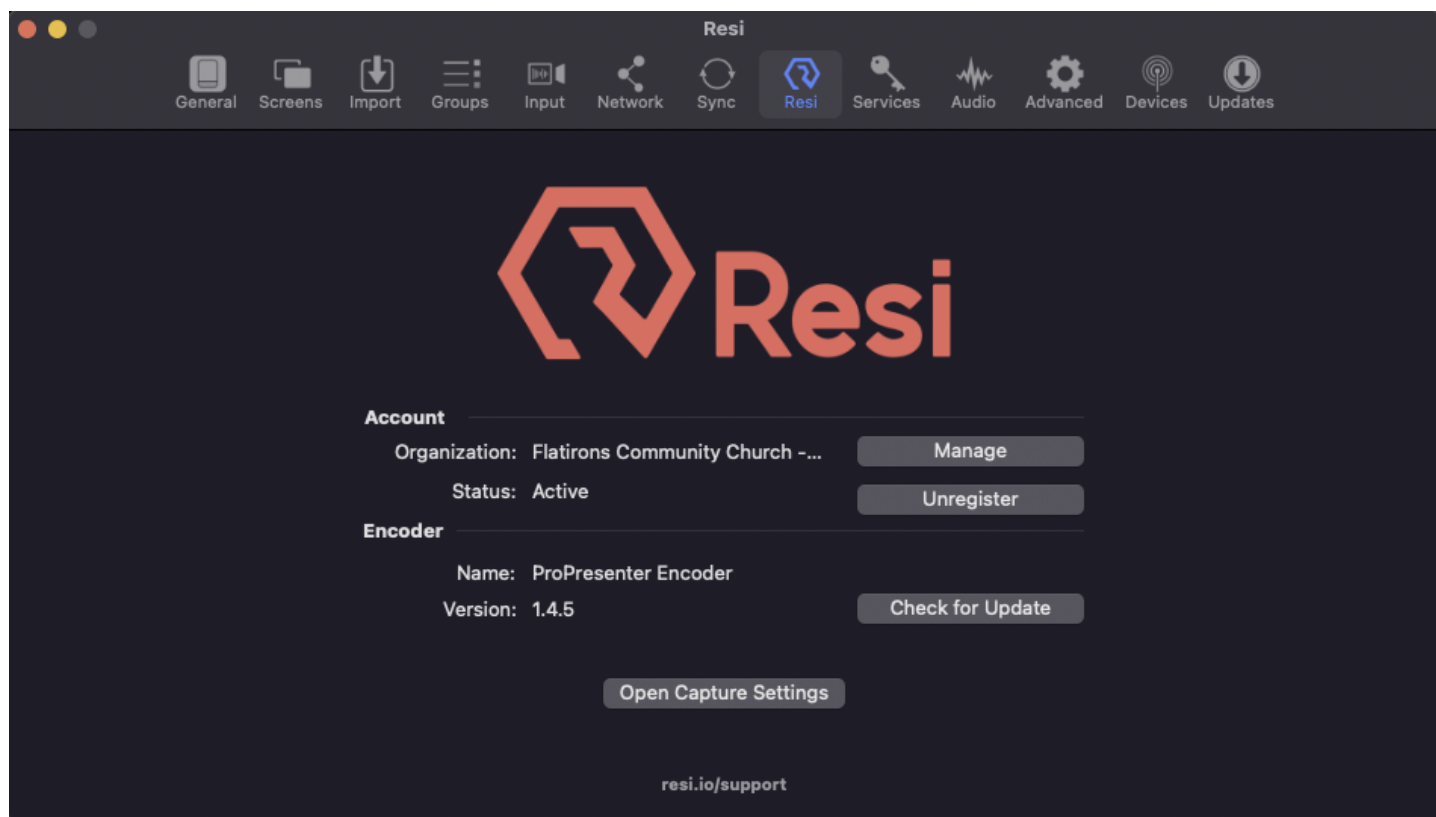 Resi
General Screens Import Groups Input Network Sync Resi Services Audio Advanced Devices Updates
Resi
Account
Organization: Flatirons Community Church -... Manage
Status: Active Unregister
Encoder
Name: ProPresenter Encoder
Version: 1.4.5 Check for Update
Open Capture Settings
resi.io/support